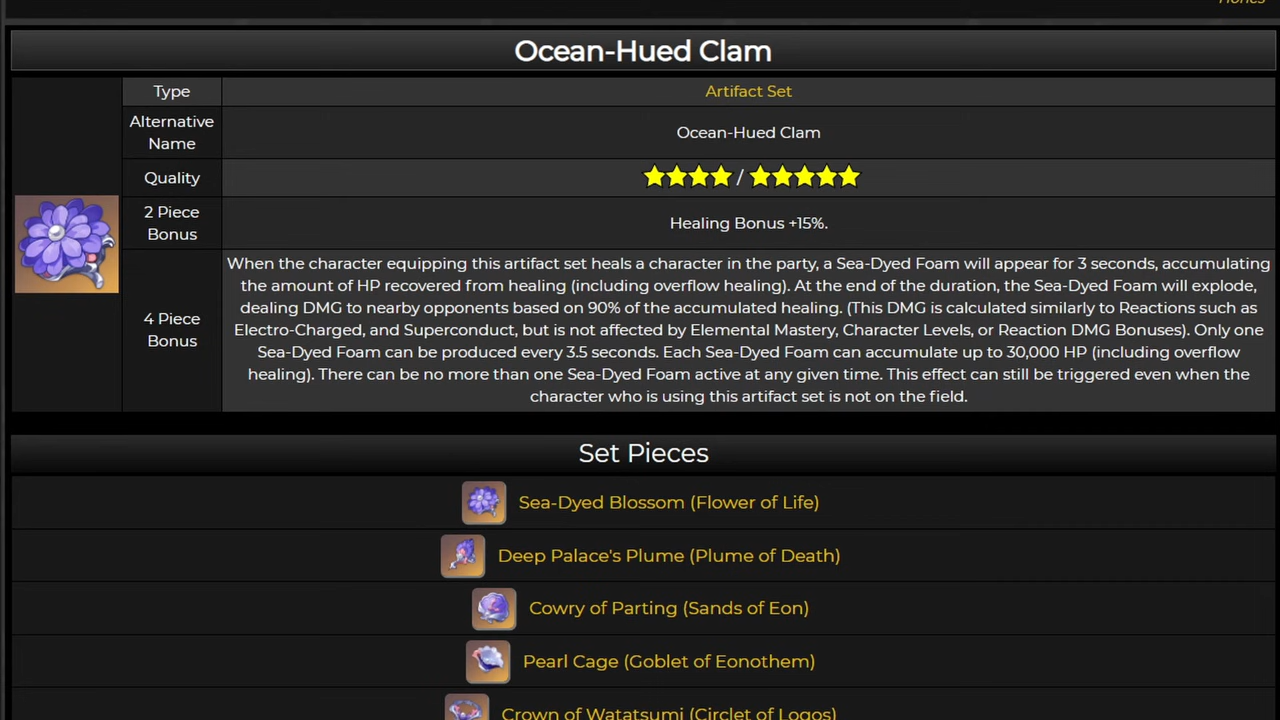 Ocean-Hued Clam
Type
Artifact Set
Alternative
Name
Ocean-Hued Clam
Quality
/
2 Piece
Bonus
Healing Bonus +15%.
4 Piece
Bonus
When the character equipping this artifact set heals a character in the party, a Sea-Dyed Foam will appear for 3 seconds, accumulating
the amount of HP recovered from healing (including overflow healing). At the end of the duration, the Sea-Dyed Foam will explode,
dealing DMG to nearby opponents based on 90% of the accumulated healing. (This DMG is calculated similarly to Reactions such as
Electro-Charged, and Superconduct, but is not affected by Elemental Mastery, Character Levels, or Reaction DMG Bonuses). Only one
Sea-Dyed Foam can be produced every 3.5 seconds. Each Sea-Dyed Foam can accumulate up to 30,000 HP (including overflow
healing). There can be no more than one Sea-Dyed Foam active at any given time. This effect can still be triggered even when the
character who is using this artifact set is not on the field.
Set Pieces
Sea-Dyed Blossom (Flower of Life)
Deep Palace's Plume (Plume of Death)
Cowry of Parting (Sands of Eon)
Pearl Cage (Goblet of Eonothem)
Crown of Watatsumi (Circlet of Logos)